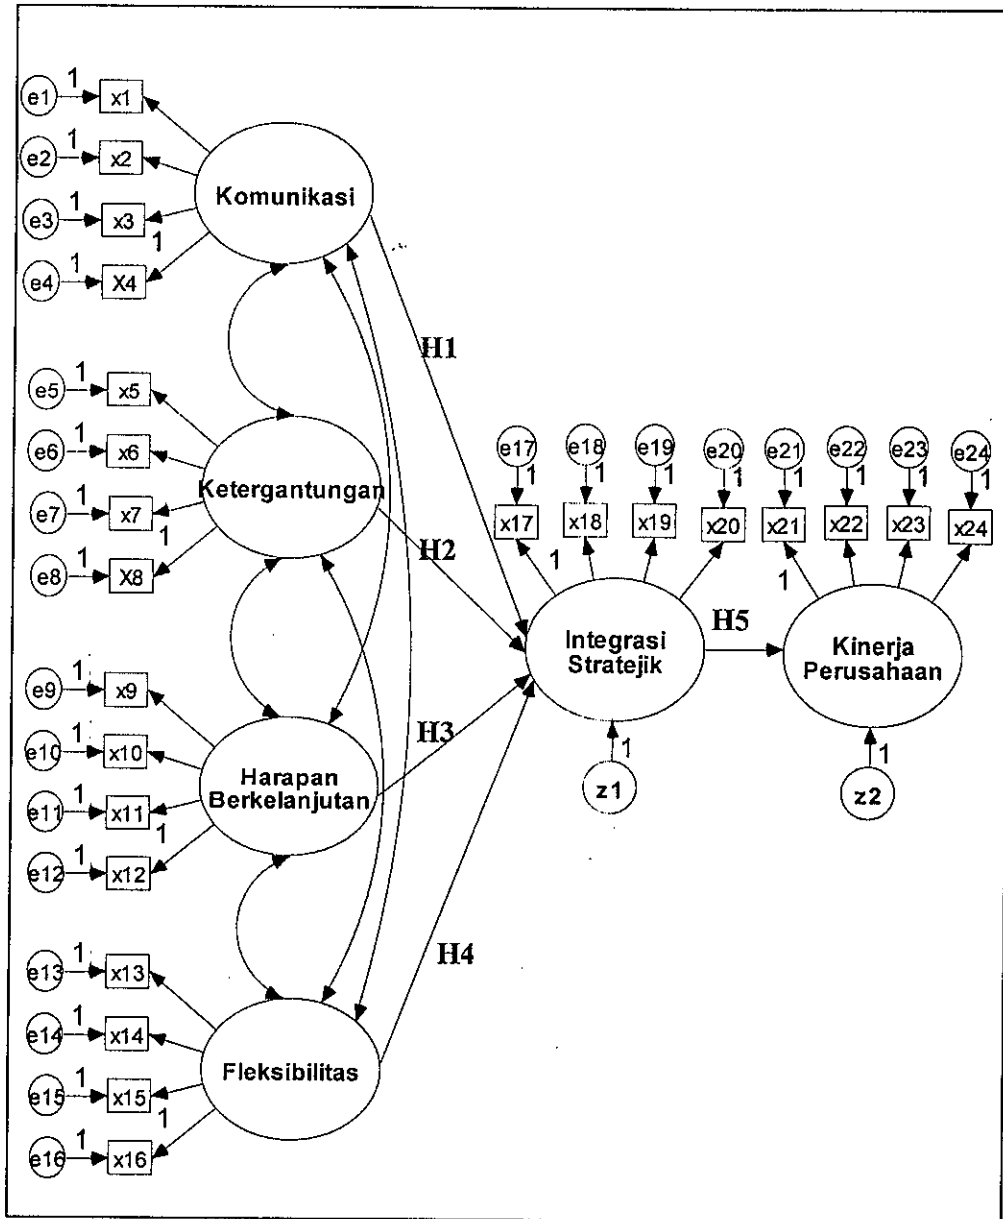 e1 1 x1
e2 1 x2
e3 1 x3
1
e4 1 X4
Komunikasi
e5 1 x5
e6 1 x6
e7 1 x7
1
e8 1 X8
Ketergantungan
e9 1 x9
e10 1 x10
e11 1 x11
1
e12 1 x12
Harapan
Berkelanjutan
e13 1 x13
e14 1 x14
e15 1 x15
1
e16 1 x16
Fleksibilitas
H1
H2
H3
H4
e17 e18 e19 e20 e21 e22 e23 e24
1 1 1 1 1 1 1 1
x17 x18 x19 x20 x21 x22 x23 x24
1 1
Integrasi
Stratejik
H5
Kinerja
Perusahaan
1 1
z1 z2